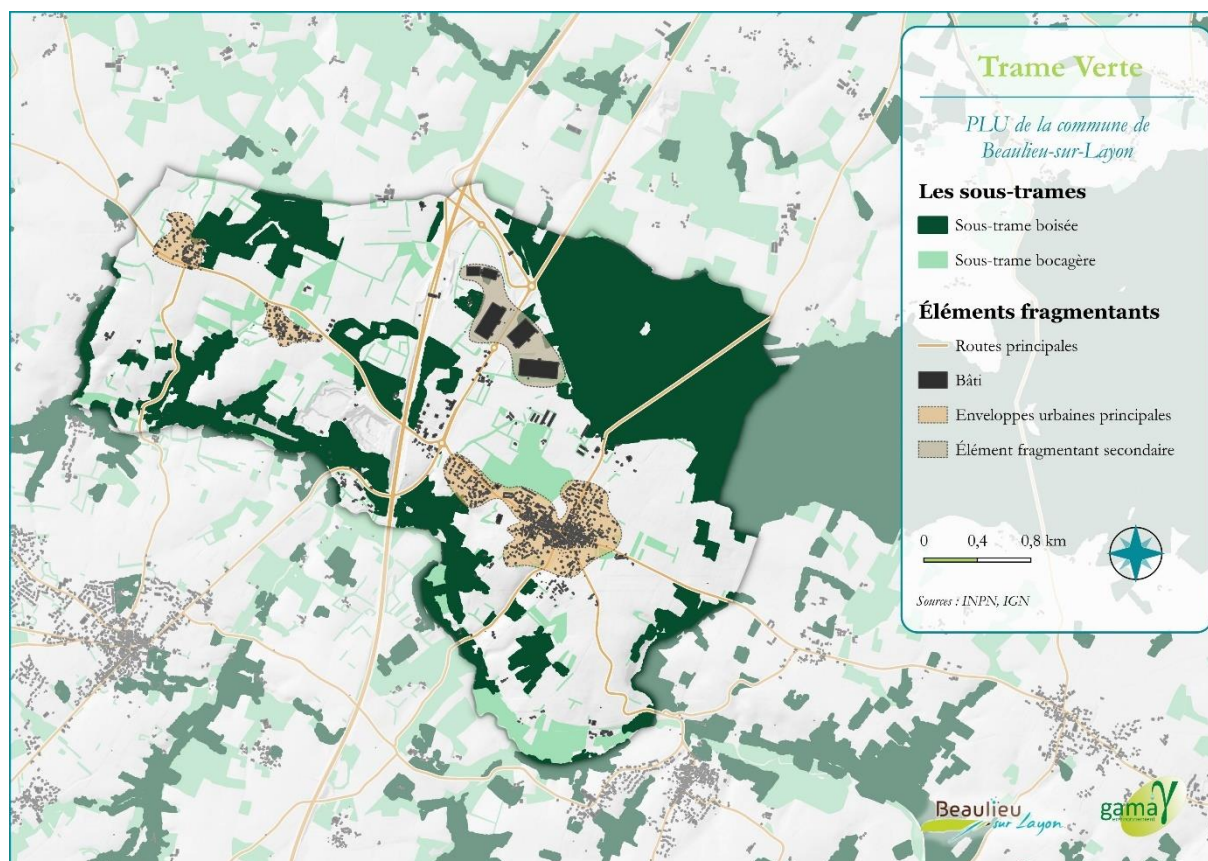 Trame Verte
PLU de la commune de
Beaulieu-sur-Layon
Les sous-trames
Sous-trame boisée
Sous-trame bocagère
Éléments fragmentants
Routes principales
Bâti
Enveloppes urbaines principales
Élément fragmentant secondaire
0 0,4 0,8 km
Sources : INPN, IGN
Beaulieu
sur Layon
gama
environnement